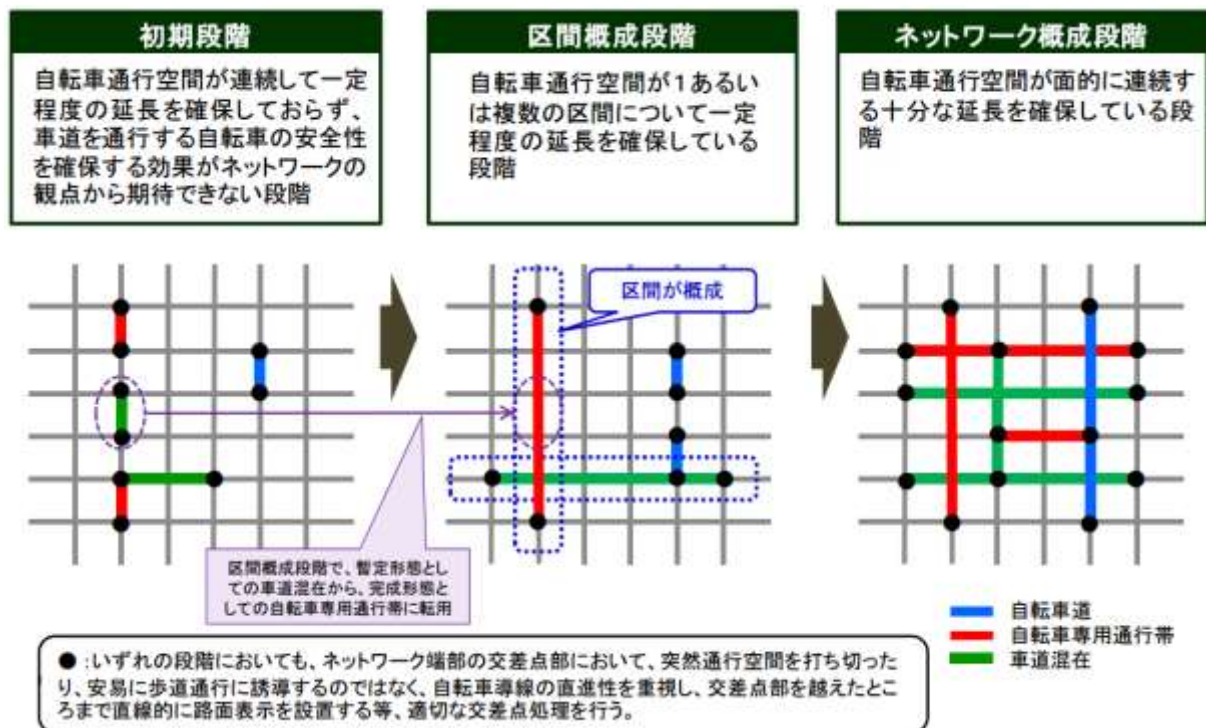 初期段階
自転車通行空間が連続して一定
程度の延長を確保しておらず、
車道を通行する自転車の安全性
を確保する効果がネットワークの
観点から期待できない段階
区間概成段階
自転車通行空間が1あるい
は複数の区間について一定
程度の延長を確保している
段階
ネットワーク概成段階
自転車通行空間が面的に連続す
る十分な延長を確保している段
階
区間が概成
区間概成段階で、暫定形態とし
ての車道混在から、完成形態と
しての自転車専用通行帯に転用
自転車道
自転車専用通行帯
車道混在
●:いずれの段階においても、ネットワーク端部の交差点部において、突然通行空間を打ち切った
り、安易に歩道通行に誘導するのではなく、自転車導線の直進性を重視し、交差点部を越えたとこ
ろまで直線的に路面表示を設置する等、適切な交差点処理を行う。